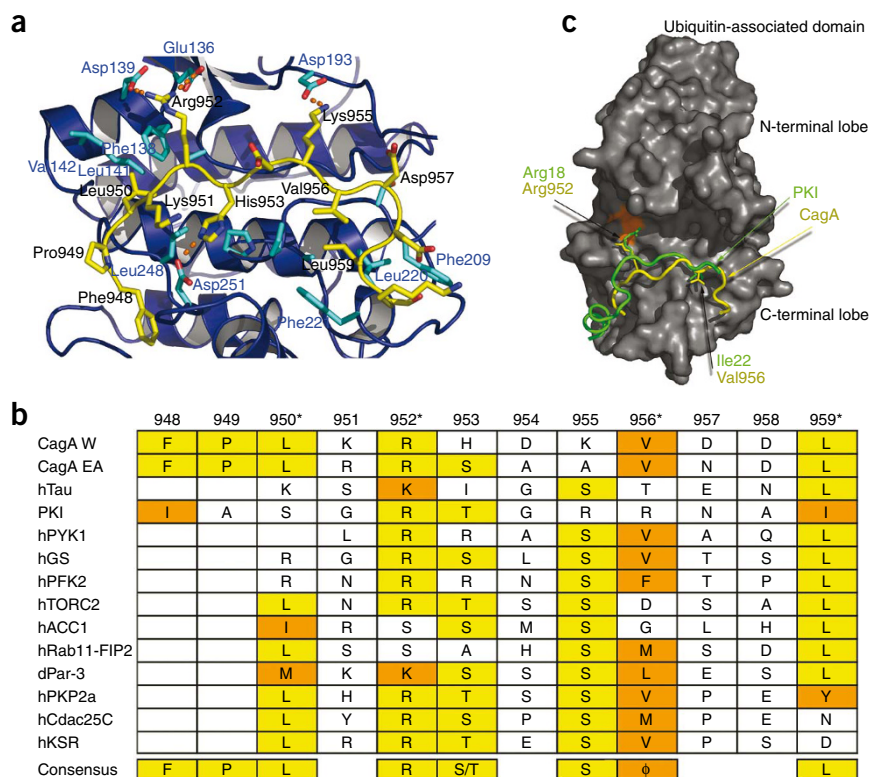 a
Glu136
Asp139
Asp193
Arg952
Lys955
Phe138
Val142
Leu141
Leu950
Lys951
His953
Val956
Asp957
Pro949
Leu248
Leu959
Leu220
Phe209
Asp251
Phe948
c
Ubiquitin-associated domain
N-terminal lobe
Arg18
Arg952
PKI
CagA
C-terminal lobe
Ile22
Val956
b
948 949 950* 951 952* 953 954 955 956* 957 958 959*
CagA W F P L K R H D K V D D L
CagA EA F P L R R S A A V N D L
hTau K S K I G S T E N L
PKI I A S G R T G R R N A I
hPYK1 L R R A S V A Q L
hGS R G R S L S V T S L
hPFK2 R N R R N S F T P L
hTORC2 L N R T S S D S A L
hACC1 I R S S M S G L H L
hRab11-FIP2 L S S A H S M S D L
dPar-3 M K K S S S L E S L
hPKP2a L H R T S S V P E Y
hCdac25C L Y R S P S M P E N
hKSR L R R T E S V P S D
Consensus F P L R S/T S ϕ L